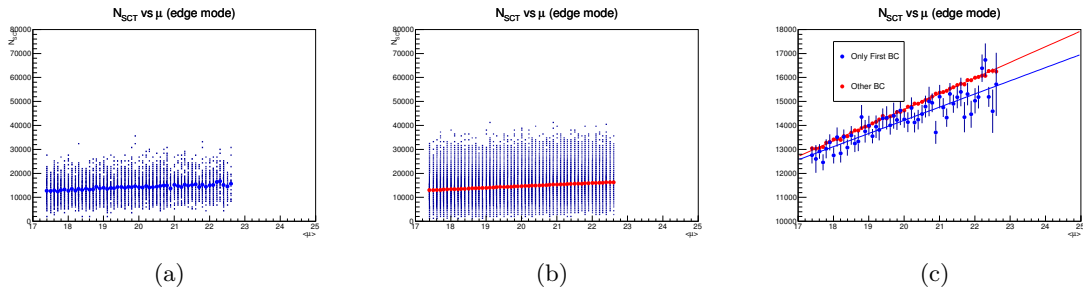 N_SCT vs μ (edge mode)
N_SCT
80000
70000
60000
50000
40000
30000
20000
10000
0
17 18 19 20 21 22 23 24 25
<μ>
(a)
N_SCT vs μ (edge mode)
N_SCT
80000
70000
60000
50000
40000
30000
20000
10000
0
17 18 19 20 21 22 23 24 25
<μ>
(b)
N_SCT vs μ (edge mode)
18000
17000
16000
15000
14000
13000
12000
11000
10000
Only First BC
Other BC
17 18 19 20 21 22 23 24 25
<μ>
(c)